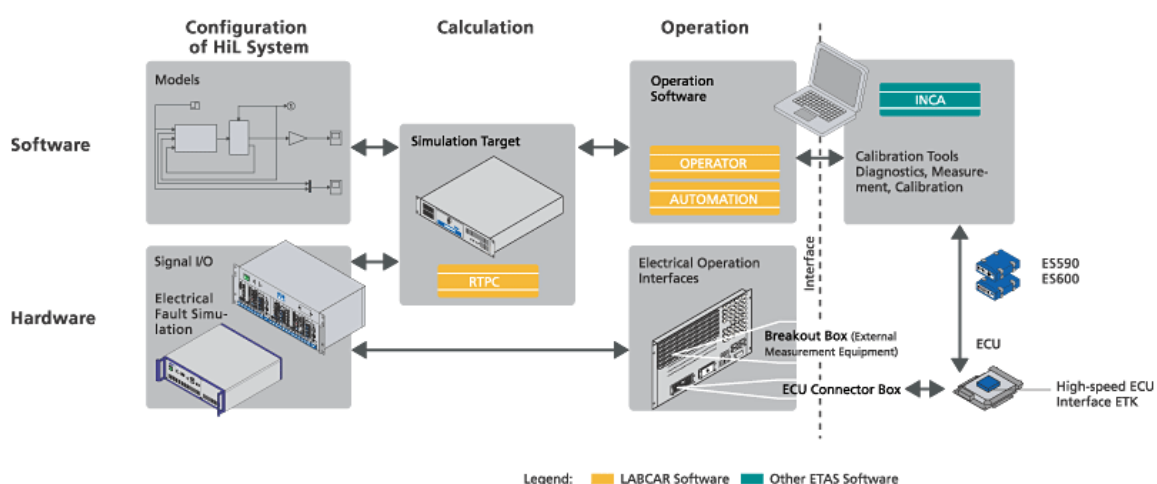 Configuration
of HiL System
Calculation
Operation
Software
Models
Simulation Target
RTPC
Operation
Software
OPERATOR
AUTOMATION
INCA
Calibration Tools
Diagnostics, Measure-
ment, Calibration
Interface
Hardware
Signal I/O
Electrical
Fault Simu-
lation
Electrical Operation
Interfaces
Breakout Box (External
Measurement Equipment)
ECU Connector Box
ES590
ES600
ECU
High-speed ECU
Interface ETK
Legend: LABCAR Software Other ETAS Software